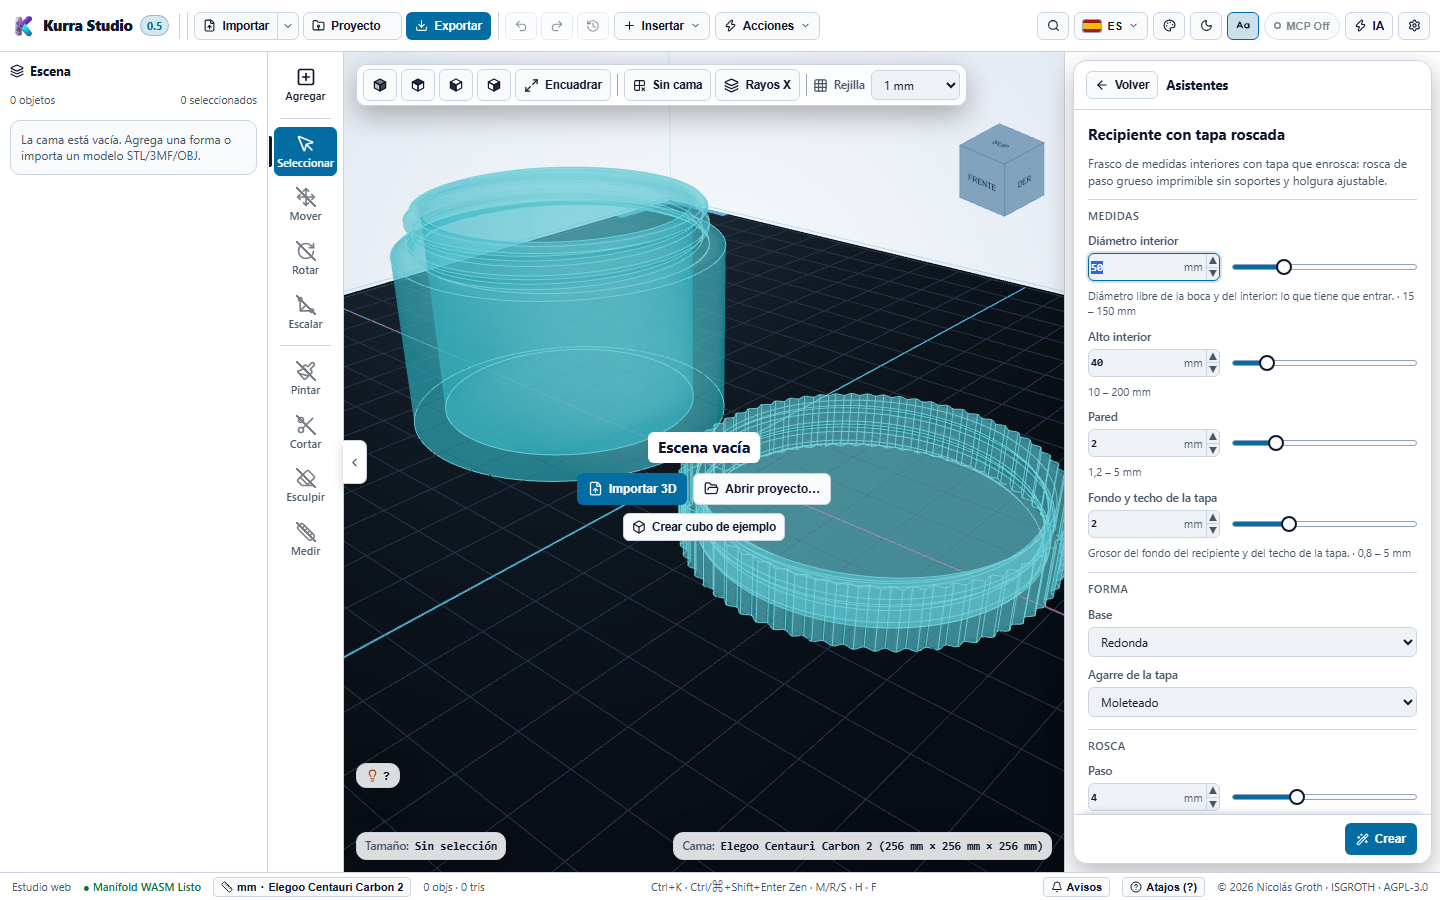 Kurra Studio 0.5
Importar
Proyecto
Exportar
Insertar
Acciones
ES
Aa
MCP Off
IA
Escena
0 objetos
0 seleccionados
La cama está vacía. Agrega una forma o
importa un modelo STL/3MF/OBJ.
Agregar
Seleccionar
Mover
Rotar
Escalar
Pintar
Cortar
Esculpir
Medir
Encuadrar
Sin cama
Rayos X
Rejilla
1 mm
SUP
FRENTE
DER
Escena vacía
Importar 3D
Abrir proyecto...
Crear cubo de ejemplo
?
Tamaño: Sin selección
Cama: Elegoo Centauri Carbon 2 (256 mm × 256 mm × 256 mm)
Volver
Asistentes
Recipiente con tapa roscada
Frasco de medidas interiores con tapa que enrosca: rosca de
paso grueso imprimible sin soportes y holgura ajustable.
MEDIDAS
Diámetro interior
50 mm
Diámetro libre de la boca y del interior: lo que tiene que entrar. · 15
– 150 mm
Alto interior
40 mm
10 – 200 mm
Pared
2 mm
1,2 – 5 mm
Fondo y techo de la tapa
2 mm
Grosor del fondo del recipiente y del techo de la tapa. · 0,8 – 5 mm
FORMA
Base
Redonda
Agarre de la tapa
Moleteado
ROSCA
Paso
4 mm
Crear
Estudio web
Manifold WASM Listo
mm · Elegoo Centauri Carbon 2
0 objs · 0 tris
Ctrl+K · Ctrl/⌘+Shift+Enter Zen · M/R/S · H · F
Avisos
Atajos (?)
© 2026 Nicolás Groth · ISGROTH · AGPL-3.0